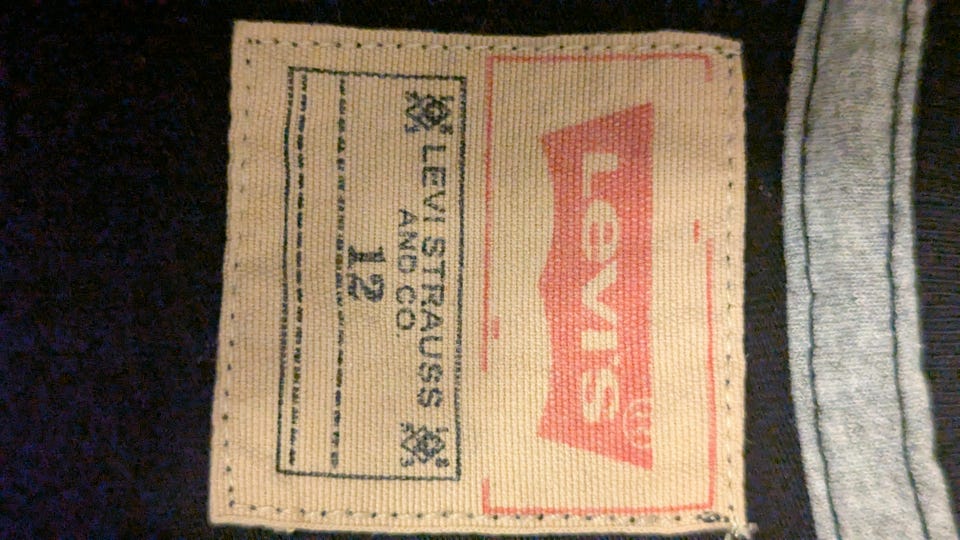 Levi's®
LEVI STRAUSS
AND CO.
12